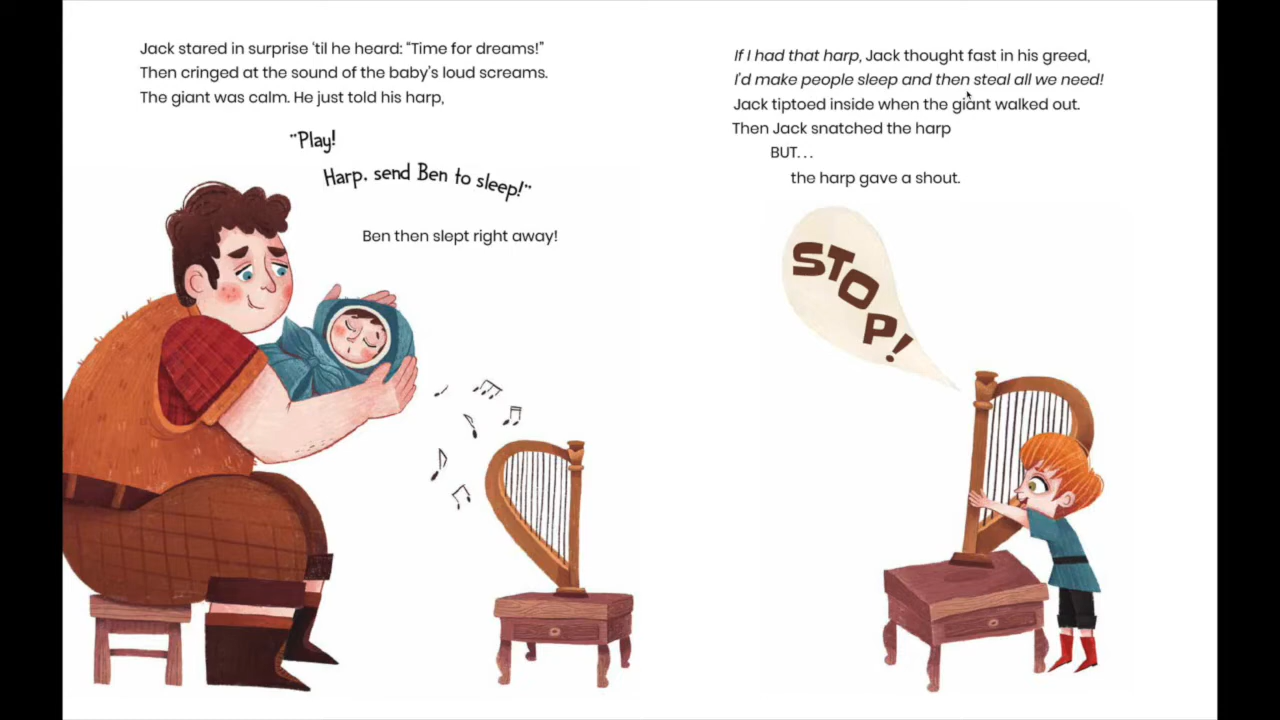 Jack stared in surprise ‘til he heard: “Time for dreams!”
Then cringed at the sound of the baby’s loud screams.
The giant was calm. He just told his harp,
“Play!
Harp, send Ben to sleep!”
Ben then slept right away!
If I had that harp, Jack thought fast in his greed,
I’d make people sleep and then steal all we need!
Jack tiptoed inside when the giant walked out.
Then Jack snatched the harp
BUT...
the harp gave a shout.
STOP!